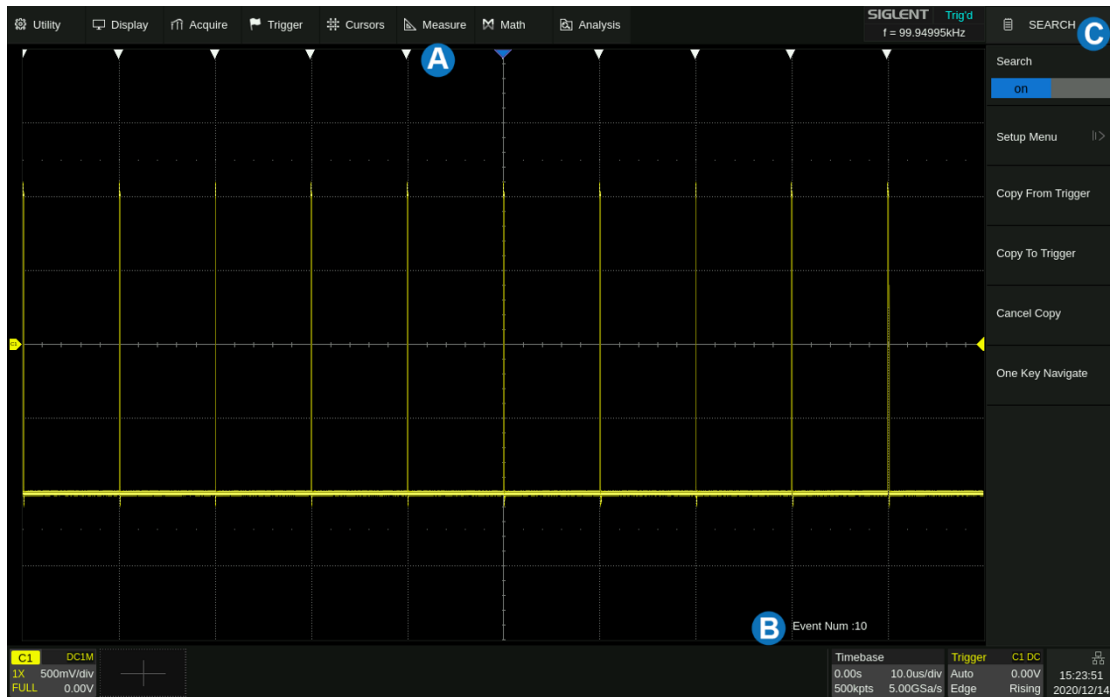 Utility Display Acquire Trigger Cursors Measure Math Analysis
SIGLENT Trig'd
f = 99.94995kHz
SEARCH
C
A
Search
on
Setup Menu
Copy From Trigger
Copy To Trigger
Cancel Copy
One Key Navigate
C1
B Event Num :10
C1 DC1M
1X 500mV/div
FULL 0.00V
Timebase
0.00s 10.0us/div
500kpts 5.00GSa/s
Trigger C1 DC
Auto 0.00V
Edge Rising
15:23:51
2020/12/14